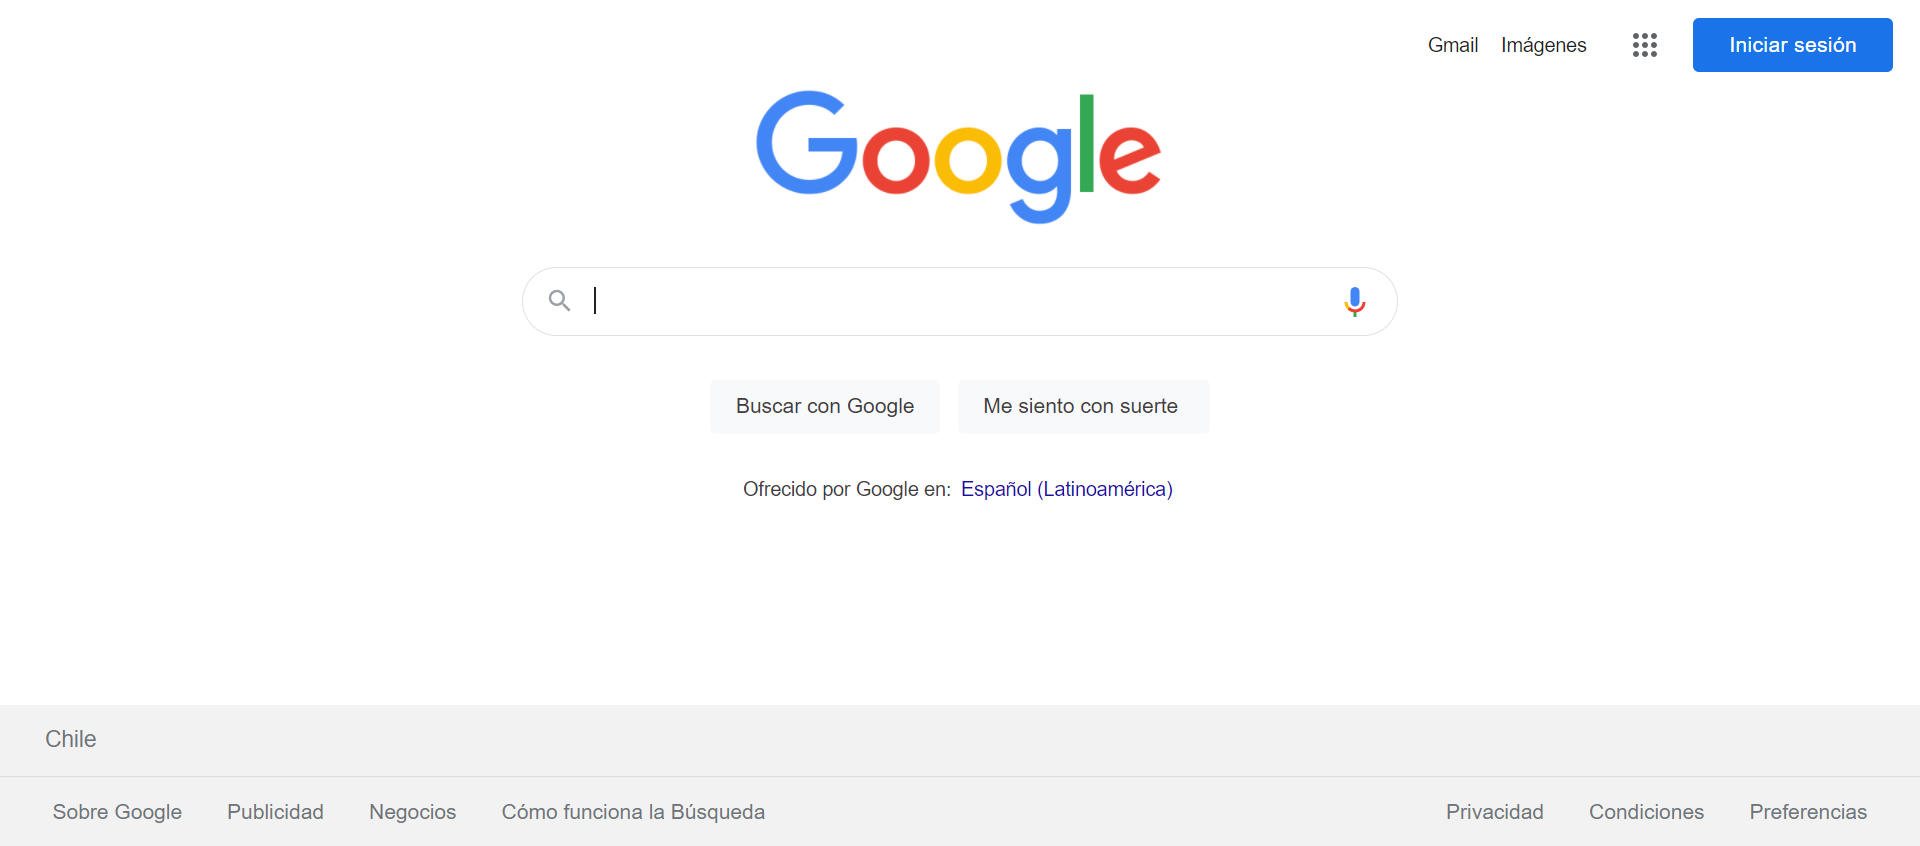 Gmail Imágenes Iniciar sesión
Google
Buscar con Google Me siento con suerte
Ofrecido por Google en: Español (Latinoamérica)
Chile
Sobre Google Publicidad Negocios Cómo funciona la Búsqueda Privacidad Condiciones Preferencias